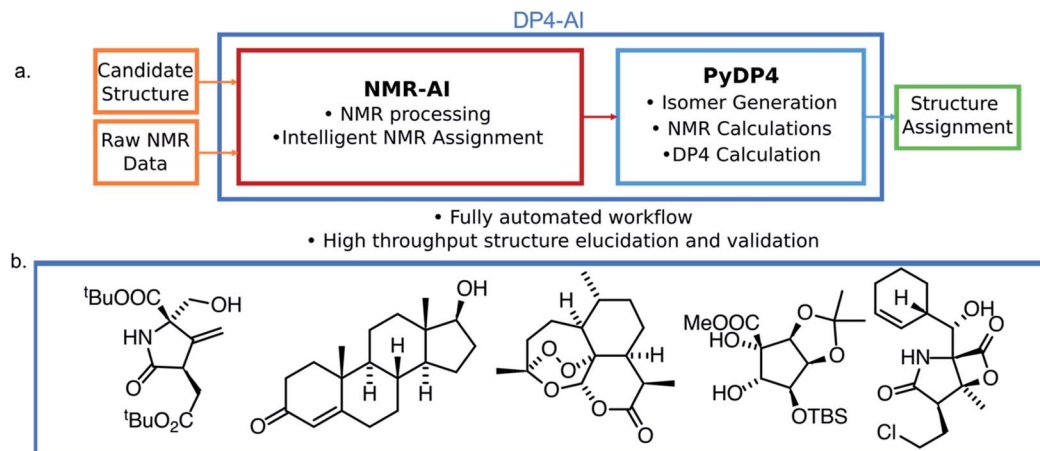 DP4-AI
a.
Candidate
Structure
Raw NMR
Data
NMR-AI
• NMR processing
•Intelligent NMR Assignment
PyDP4
• Isomer Generation
• NMR Calculations
•DP4 Calculation
Structure
Assignment
• Fully automated workflow
• High throughput structure elucidation and validation
b.
tBuOOC
OH
HN
O
tBuO2C
OH
H
H
H
O
H
O
O
H
O
O
O
MeOOC
HO
O
O
HO
OTBS
H
OH
O
HN
O
O
Cl